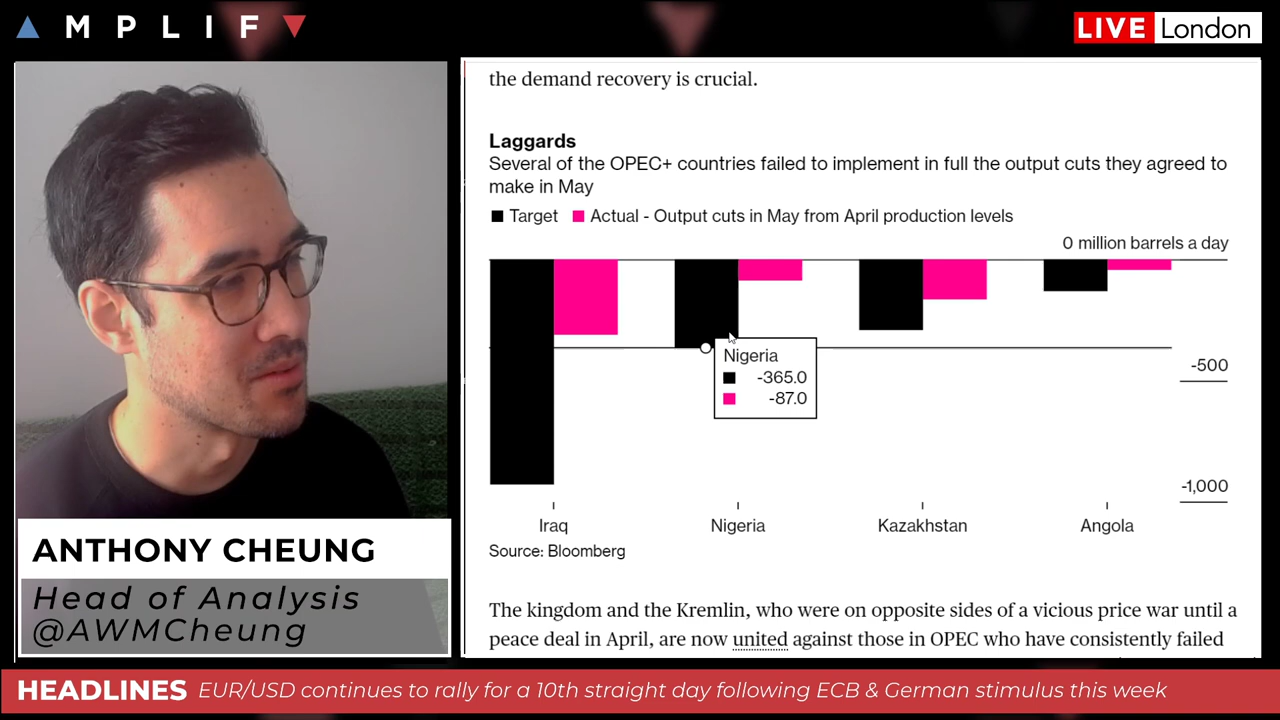 AMPLIFY
LIVE London
the demand recovery is crucial.
Laggards
Several of the OPEC+ countries failed to implement in full the output cuts they agreed to
make in May
Target Actual - Output cuts in May from April production levels
0 million barrels a day
Nigeria
-365.0
-87.0
-500
-1,000
Iraq Nigeria Kazakhstan Angola
Source: Bloomberg
The kingdom and the Kremlin, who were on opposite sides of a vicious price war until a
peace deal in April, are now united against those in OPEC who have consistently failed
ANTHONY CHEUNG
Head of Analysis
@AWMCheung
HEADLINES EUR/USD continues to rally for a 10th straight day following ECB & German stimulus this week